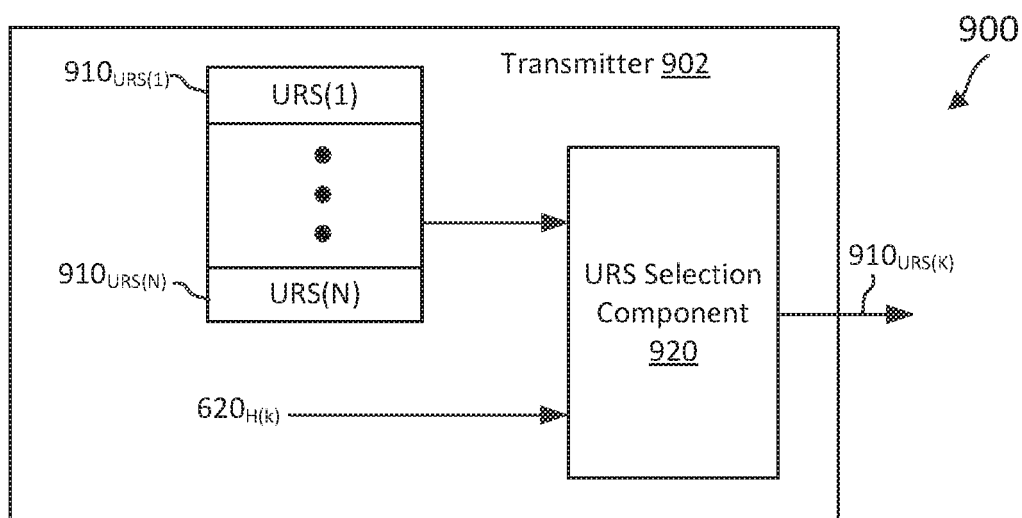 900
Transmitter 902
910URS(1)
URS(1)
910URS(N)
URS(N)
URS Selection
Component
920
910URS(K)
620H(k)